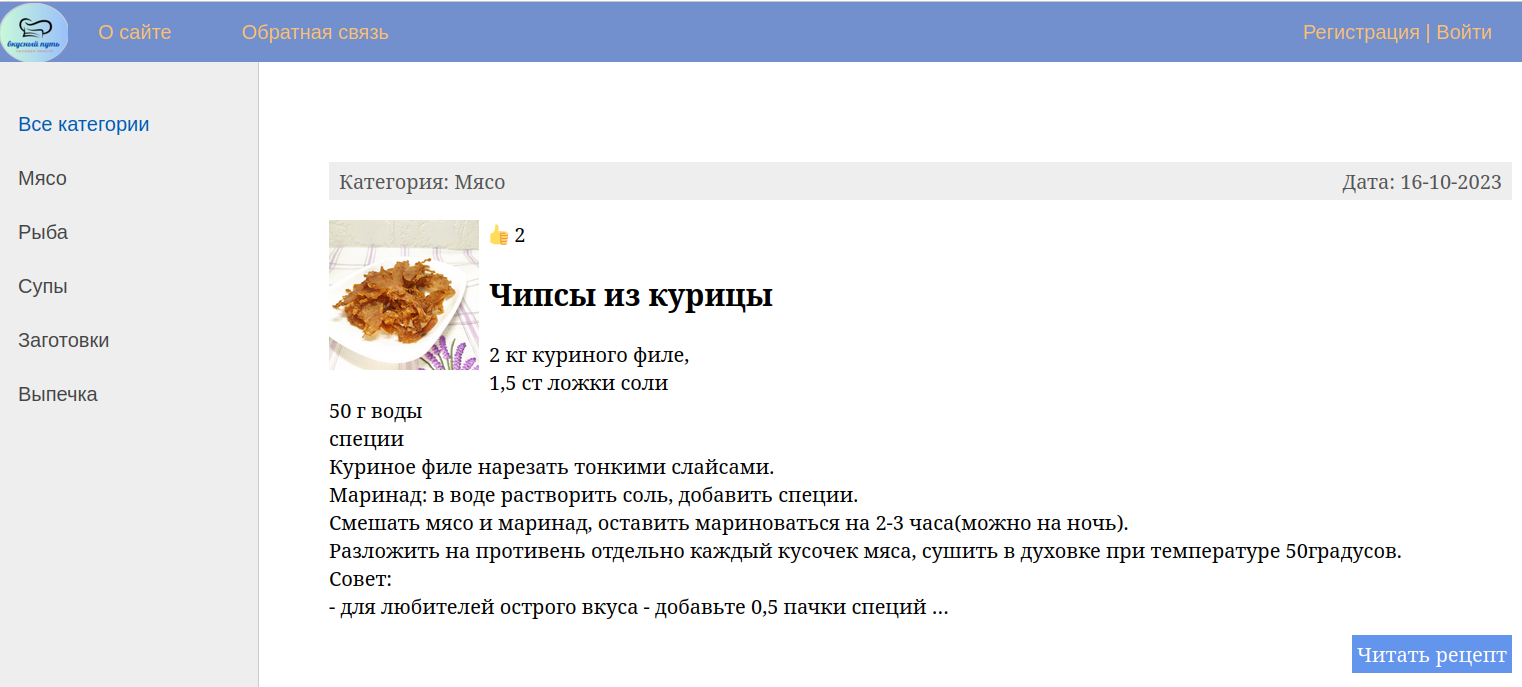 вкусный путь
О сайте
Обратная связь
Регистрация | Войти
Все категории
Мясо
Рыба
Супы
Заготовки
Выпечка
Категория: Мясо
Дата: 16-10-2023
👍 2
Чипсы из курицы
2 кг куриного филе,
1,5 ст ложки соли
50 г воды
специи
Куриное филе нарезать тонкими слайсами.
Маринад: в воде растворить соль, добавить специи.
Смешать мясо и маринад, оставить мариноваться на 2-3 часа(можно на ночь).
Разложить на противень отдельно каждый кусочек мяса, сушить в духовке при температуре 50градусов.
Совет:
- для любителей острого вкуса - добавьте 0,5 пачки специй ...
Читать рецепт